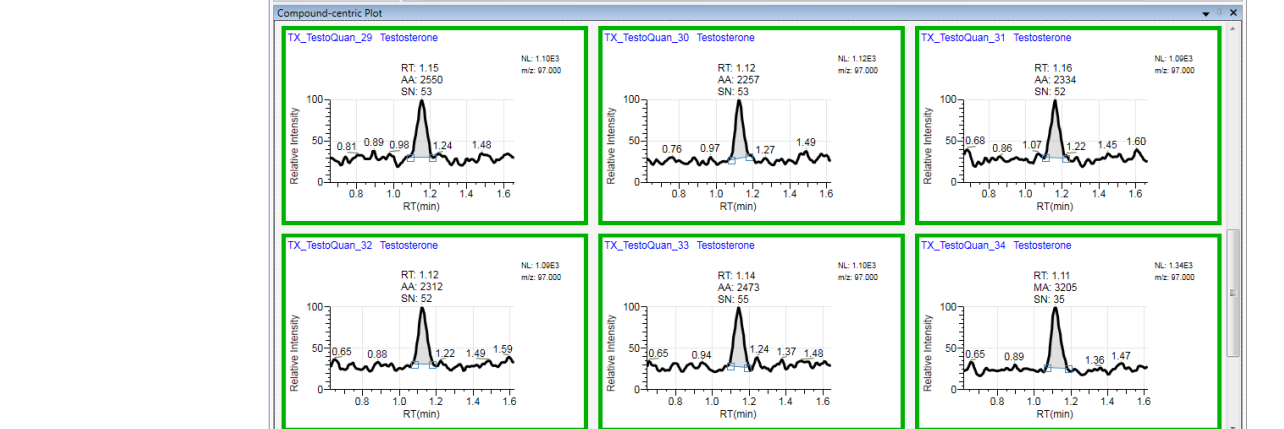 Compound-centric Plot
TX_TestoQuan_29 Testosterone
NL: 1.10E3
m/z: 97.000
RT: 1.15
AA: 2550
SN: 53
Relative Intensity
100
50
0
0.81 0.89 0.98 1.24 1.48
0.8 1.0 1.2 1.4 1.6
RT(min)
TX_TestoQuan_30 Testosterone
NL: 1.12E3
m/z: 97.000
RT: 1.12
AA: 2257
SN: 53
Relative Intensity
100
50
0
0.76 0.97 1.27 1.49
0.8 1.0 1.2 1.4 1.6
RT(min)
TX_TestoQuan_31 Testosterone
NL: 1.09E3
m/z: 97.000
RT: 1.16
AA: 2334
SN: 52
Relative Intensity
100
50
0
0.68 0.86 1.07 1.22 1.45 1.60
0.8 1.0 1.2 1.4 1.6
RT(min)
TX_TestoQuan_32 Testosterone
NL: 1.09E3
m/z: 97.000
RT: 1.12
AA: 2312
SN: 52
Relative Intensity
100
50
0
0.65 0.88 1.22 1.49 1.59
0.8 1.0 1.2 1.4 1.6
RT(min)
TX_TestoQuan_33 Testosterone
NL: 1.10E3
m/z: 97.000
RT: 1.14
AA: 2473
SN: 55
Relative Intensity
100
50
0
0.65 0.94 1.24 1.37 1.48
0.8 1.0 1.2 1.4 1.6
RT(min)
TX_TestoQuan_34 Testosterone
NL: 1.34E3
m/z: 97.000
RT: 1.11
MA: 3205
SN: 35
Relative Intensity
100
50
0
0.65 0.89 1.36 1.47
0.8 1.0 1.2 1.4 1.6
RT(min)